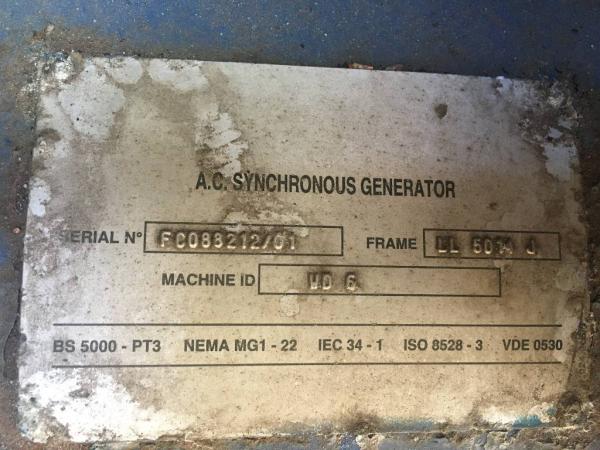 A.C. SYNCHRONOUS GENERATOR
SERIAL N° FC088212/01 FRAME LL 5014 J
MACHINE ID WD 6
BS 5000 - PT3 NEMA MG1 - 22 IEC 34 - 1 ISO 8528 - 3 VDE 0530